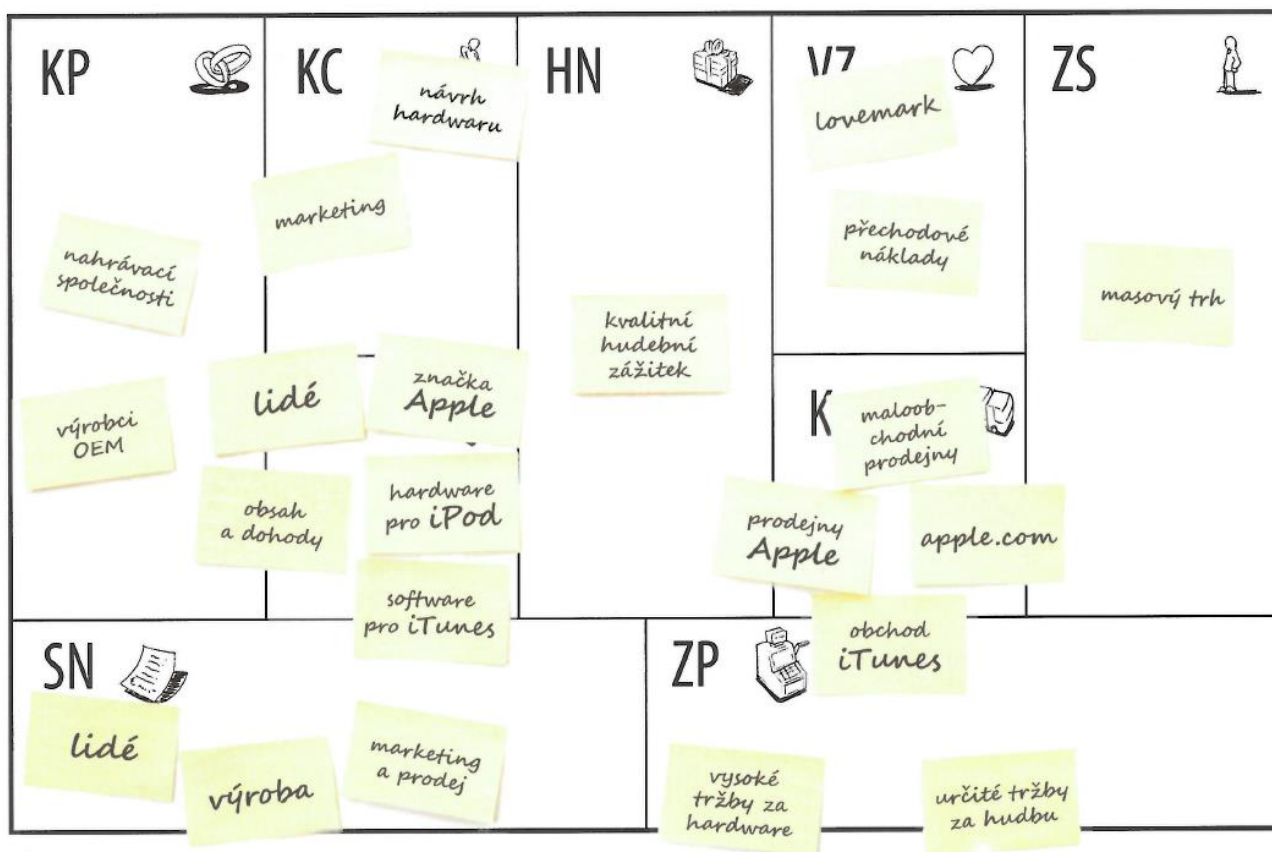 KP
nahrávací
společnosti
výrobci
OEM
KC
návrh
hardwaru
marketing
lidé
značka
Apple
obsah
a dohody
hardware
pro iPod
software
pro iTunes
HN
kvalitní
hudební
zážitek
VZ
lovemark
přechodové
náklady
K
maloob-
chodní
prodejny
prodejny
Apple
apple.com
obchod
iTunes
ZS
masový trh
SN
lidé
výroba
marketing
a prodej
ZP
vysoké
tržby za
hardware
určité tržby
za hudbu